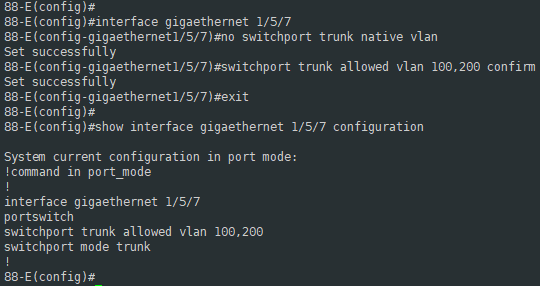 88-E(config)#
88-E(config)#interface gigaethernet 1/5/7
88-E(config-gigaethernet1/5/7)#no switchport trunk native vlan
Set successfully
88-E(config-gigaethernet1/5/7)#switchport trunk allowed vlan 100,200 confirm
Set successfully
88-E(config-gigaethernet1/5/7)#exit
88-E(config)#
88-E(config)#show interface gigaethernet 1/5/7 configuration
System current configuration in port mode:
!command in port_mode
!
interface gigaethernet 1/5/7
portswitch
switchport trunk allowed vlan 100,200
switchport mode trunk
!
88-E(config)#